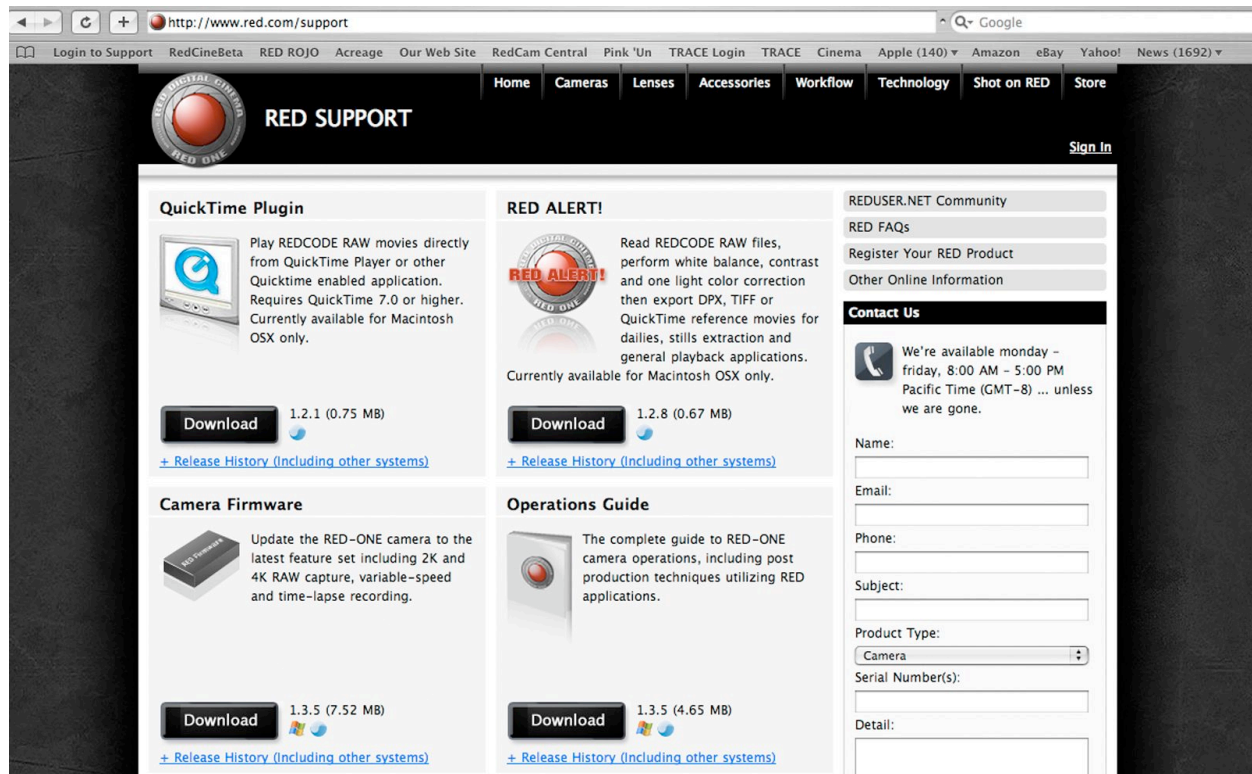 http://www.red.com/support
Google
Login to Support RedCineBeta RED ROJO Acreage Our Web Site RedCam Central Pink 'Un TRACE Login TRACE Cinema Apple (140) Amazon eBay Yahoo! News (1692)
Home Cameras Lenses Accessories Workflow Technology Shot on RED Store
RED DIGITAL CINEMA
RED ONE
RED SUPPORT
Sign In
QuickTime Plugin
Play REDCODE RAW movies directly
from QuickTime Player or other
Quicktime enabled application.
Requires QuickTime 7.0 or higher.
Currently available for Macintosh
OSX only.
Download
1.2.1 (0.75 MB)
+ Release History (Including other systems)
RED ALERT!
RED ALERT!
RED ONE
Read REDCODE RAW files,
perform white balance, contrast
and one light color correction
then export DPX, TIFF or
QuickTime reference movies for
dailies, stills extraction and
general playback applications.
Currently available for Macintosh OSX only.
Download
1.2.8 (0.67 MB)
+ Release History (Including other systems)
Camera Firmware
RED Firmware
Update the RED-ONE camera to the
latest feature set including 2K and
4K RAW capture, variable-speed
and time-lapse recording.
Download
1.3.5 (7.52 MB)
+ Release History (Including other systems)
Operations Guide
The complete guide to RED-ONE
camera operations, including post
production techniques utilizing RED
applications.
Download
1.3.5 (4.65 MB)
+ Release History (Including other systems)
REDUSER.NET Community
RED FAQs
Register Your RED Product
Other Online Information
Contact Us
We're available monday -
friday, 8:00 AM - 5:00 PM
Pacific Time (GMT-8) ... unless
we are gone.
Name:
Email:
Phone:
Subject:
Product Type:
Camera
Serial Number(s):
Detail: